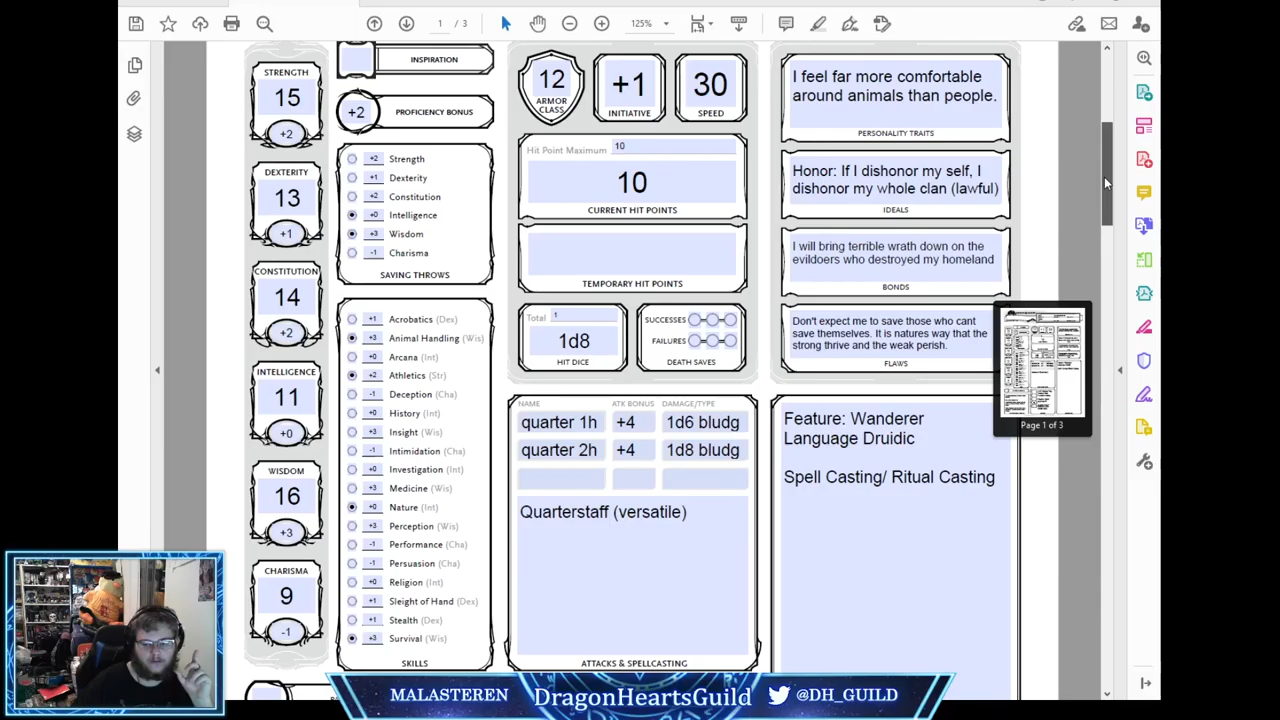 1 / 3
125%
STRENGTH
15
+2
DEXTERITY
13
+1
CONSTITUTION
14
+2
INTELLIGENCE
11
+0
WISDOM
16
+3
CHARISMA
9
-1
INSPIRATION
+2 PROFICIENCY BONUS
+2 Strength
+1 Dexterity
+2 Constitution
+0 Intelligence
+3 Wisdom
-1 Charisma
SAVING THROWS
+1 Acrobatics (Dex)
+3 Animal Handling (Wis)
+0 Arcana (Int)
+2 Athletics (Str)
-1 Deception (Cha)
+0 History (Int)
+3 Insight (Wis)
-1 Intimidation (Cha)
+0 Investigation (Int)
+3 Medicine (Wis)
+0 Nature (Int)
+3 Perception (Wis)
-1 Performance (Cha)
-1 Persuasion (Cha)
+0 Religion (Int)
+1 Sleight of Hand (Dex)
+1 Stealth (Dex)
+3 Survival (Wis)
SKILLS
12
ARMOR
CLASS
+1
INITIATIVE
30
SPEED
Hit Point Maximum 10
10
CURRENT HIT POINTS
TEMPORARY HIT POINTS
Total 1
1d8
HIT DICE
SUCCESSES
FAILURES
DEATH SAVES
NAME ATK BONUS DAMAGE/TYPE
quarter 1h +4 1d6 bludg
quarter 2h +4 1d8 bludg
Quarterstaff (versatile)
ATTACKS & SPELLCASTING
I feel far more comfortable
around animals than people.
PERSONALITY TRAITS
Honor: If I dishonor my self, I
dishonor my whole clan (lawful)
IDEALS
I will bring terrible wrath down on the
evildoers who destroyed my homeland
BONDS
Don't expect me to save those who cant
save themselves. It is natures way that the
strong thrive and the weak perish.
FLAWS
Feature: Wanderer
Language Druidic
Spell Casting/ Ritual Casting
Page 1 of 3
MALASTEREN DragonHeartsGuild @DH_GUILD